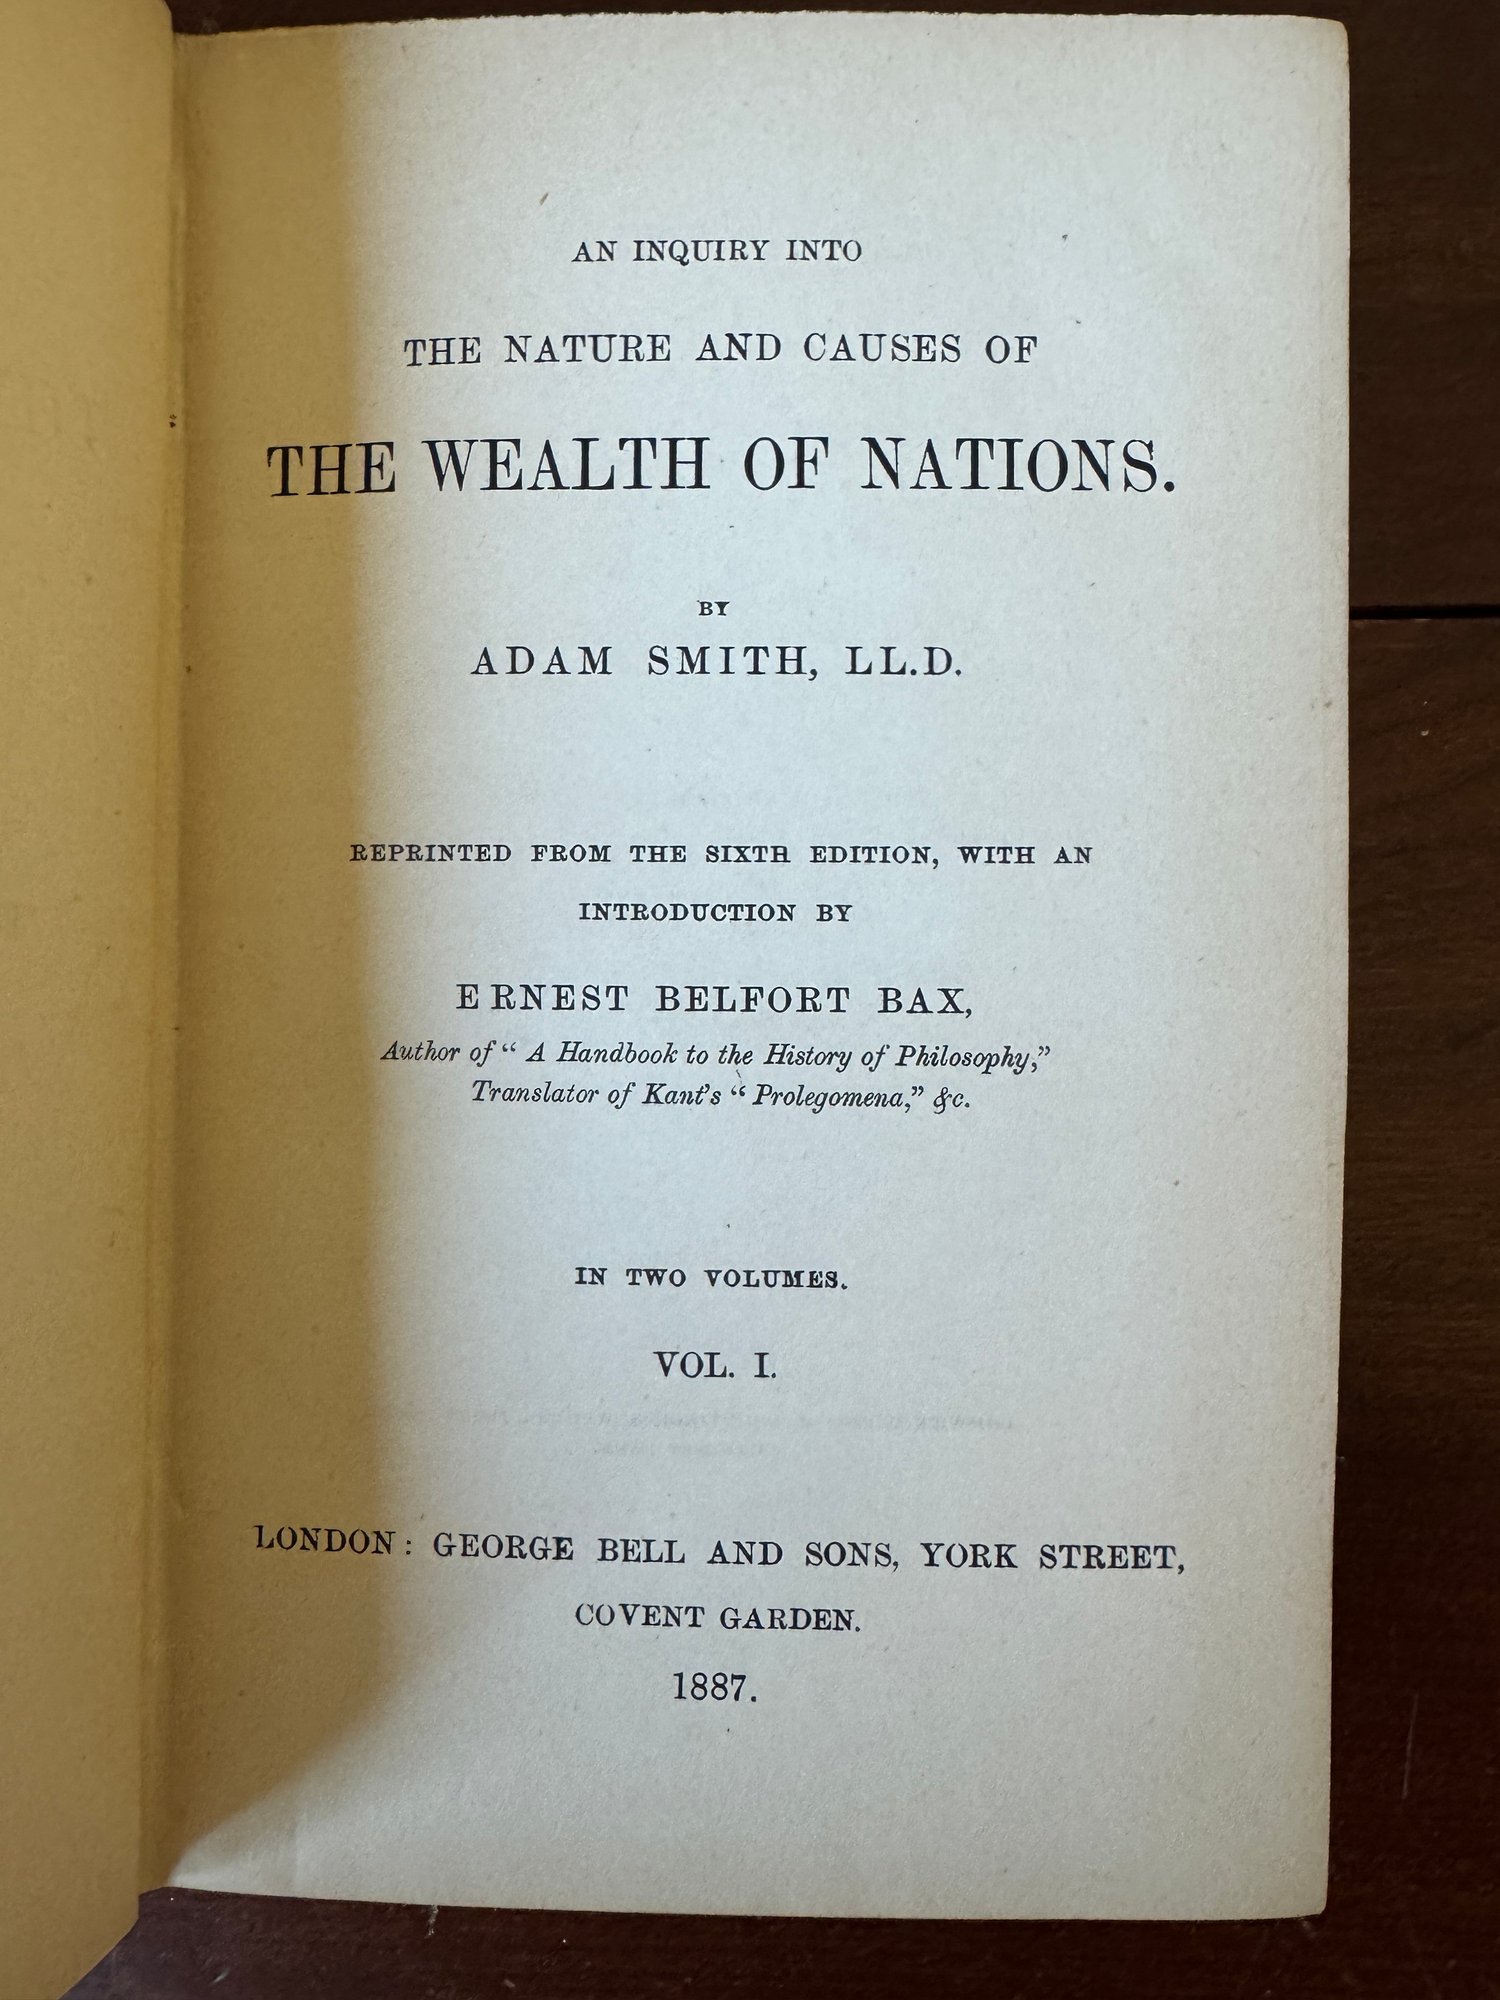 AN INQUIRY INTO
THE NATURE AND CAUSES OF
THE WEALTH OF NATIONS.
BY
ADAM SMITH, LL.D.
REPRINTED FROM THE SIXTH EDITION, WITH AN
INTRODUCTION BY
ERNEST BELFORT BAX,
Author of “ A Handbook to the History of Philosophy,”
Translator of Kant's “ Prolegomena,” &c.
IN TWO VOLUMES.
VOL. I.
LONDON: GEORGE BELL AND SONS, YORK STREET,
COVENT GARDEN.
1887.